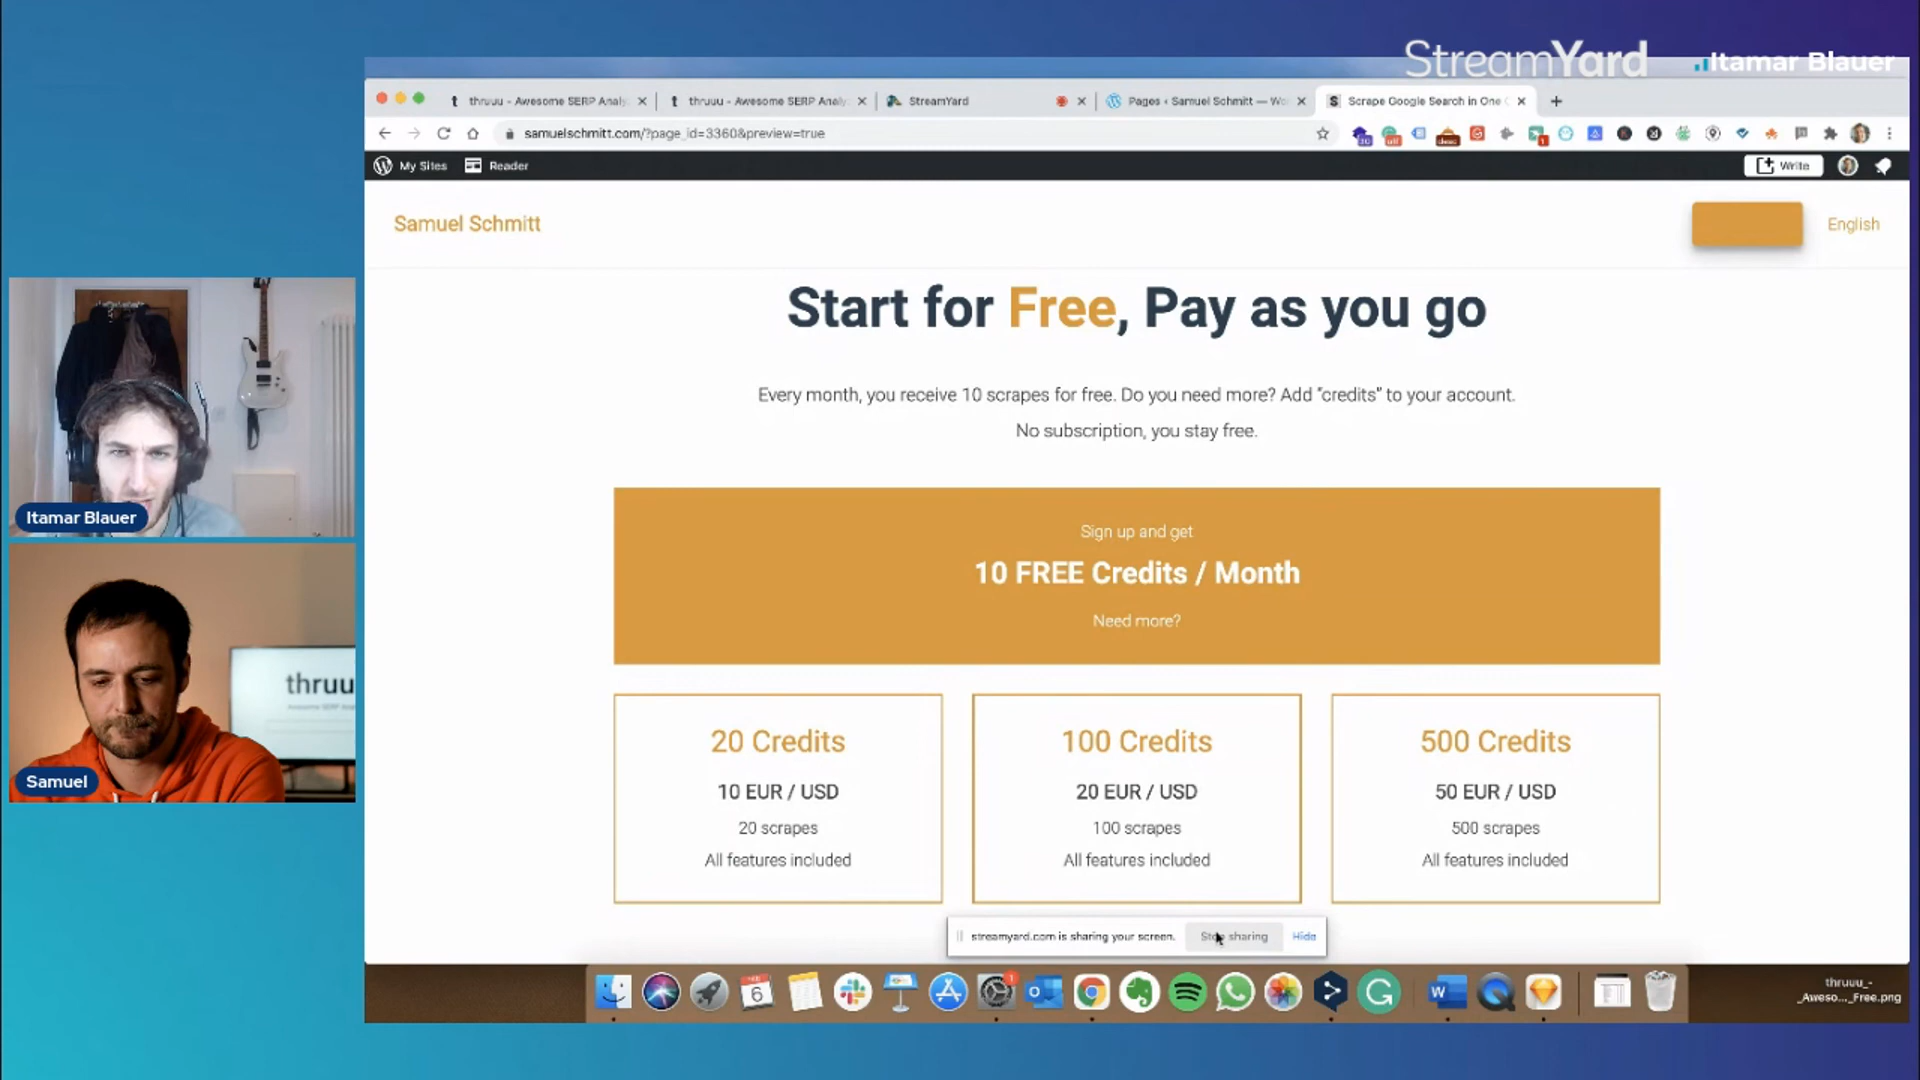 StreamYard
Itamar Blauer
thruuu - Awesome SERP Analy
thruuu - Awesome SERP Analy
StreamYard
Pages ‹ Samuel Schmitt — Wo
Scrape Google Search in One
samuelschmitt.com/?page_id=3360&preview=true
My Sites
Reader
Write
Samuel Schmitt
English
Start for Free, Pay as you go
Every month, you receive 10 scrapes for free. Do you need more? Add "credits" to your account.
No subscription, you stay free.
Sign up and get
10 FREE Credits / Month
Need more?
20 Credits
10 EUR / USD
20 scrapes
All features included
100 Credits
20 EUR / USD
100 scrapes
All features included
500 Credits
50 EUR / USD
500 scrapes
All features included
streamyard.com is sharing your screen.
Stop sharing
Hide
Itamar Blauer
thruu
Samuel
6
thruuu_-
_Aweso..._Free.png